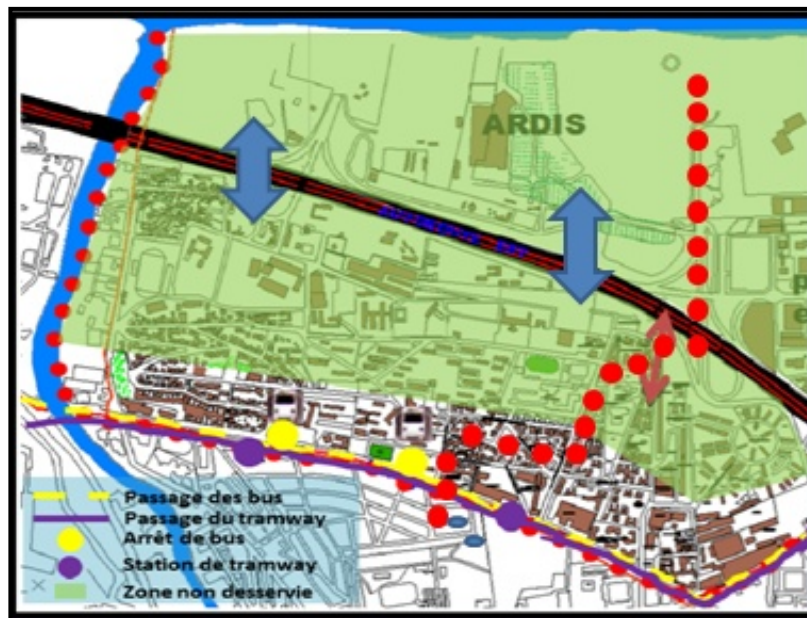 ARDIS
Passage des bus
Passage du tramway
Arrêt de bus
Station de tramway
Zone non desservie